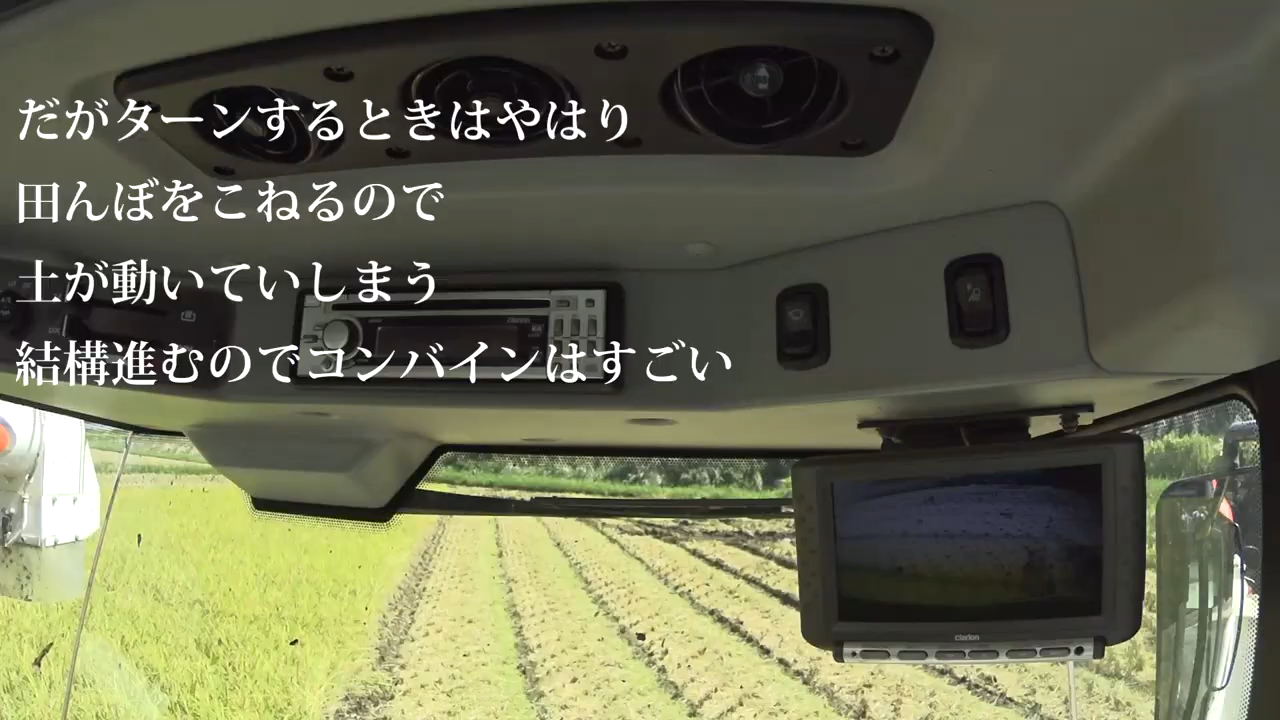 だがターンするときはやはり
田んぼをこねるので
土が動いていしまう
結構進むのでコンバインはすごい
clarion